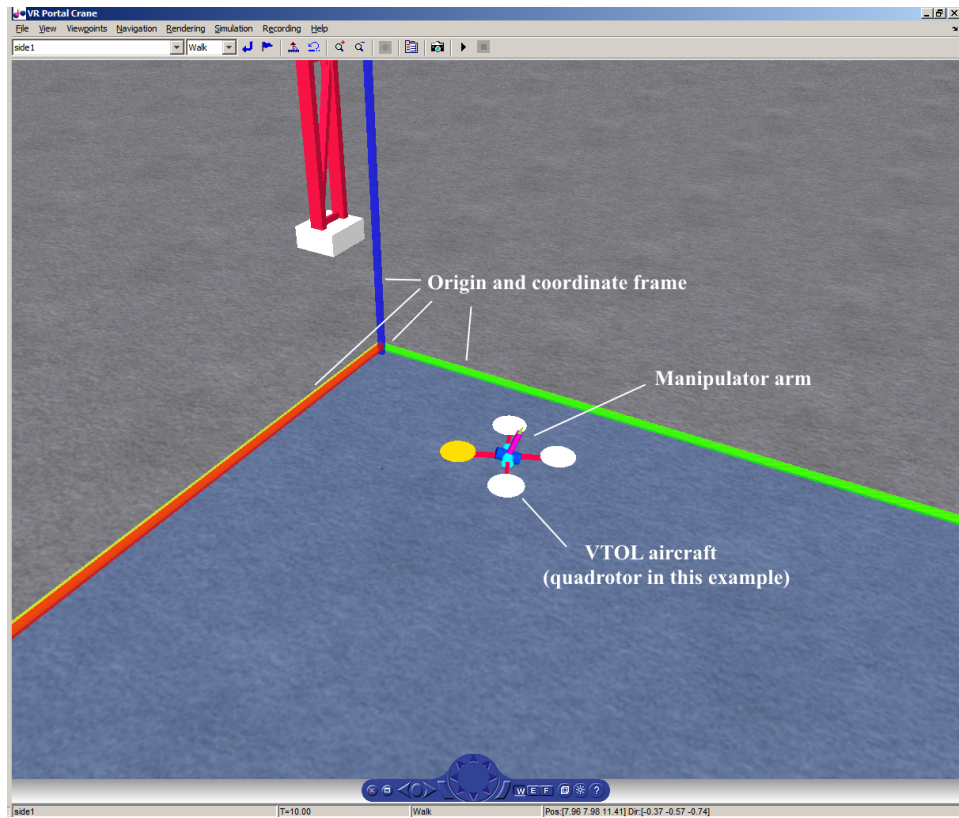 VR Portal Crane
File View Viewpoints Navigation Rendering Simulation Recording Help
side1 Walk
Origin and coordinate frame
Manipulator arm
VTOL aircraft
(quadrotor in this example)
W E F ?
side1 T=10.00 Walk Pos:[7.96 7.98 11.41] Dir:[-0.37 -0.57 -0.74]